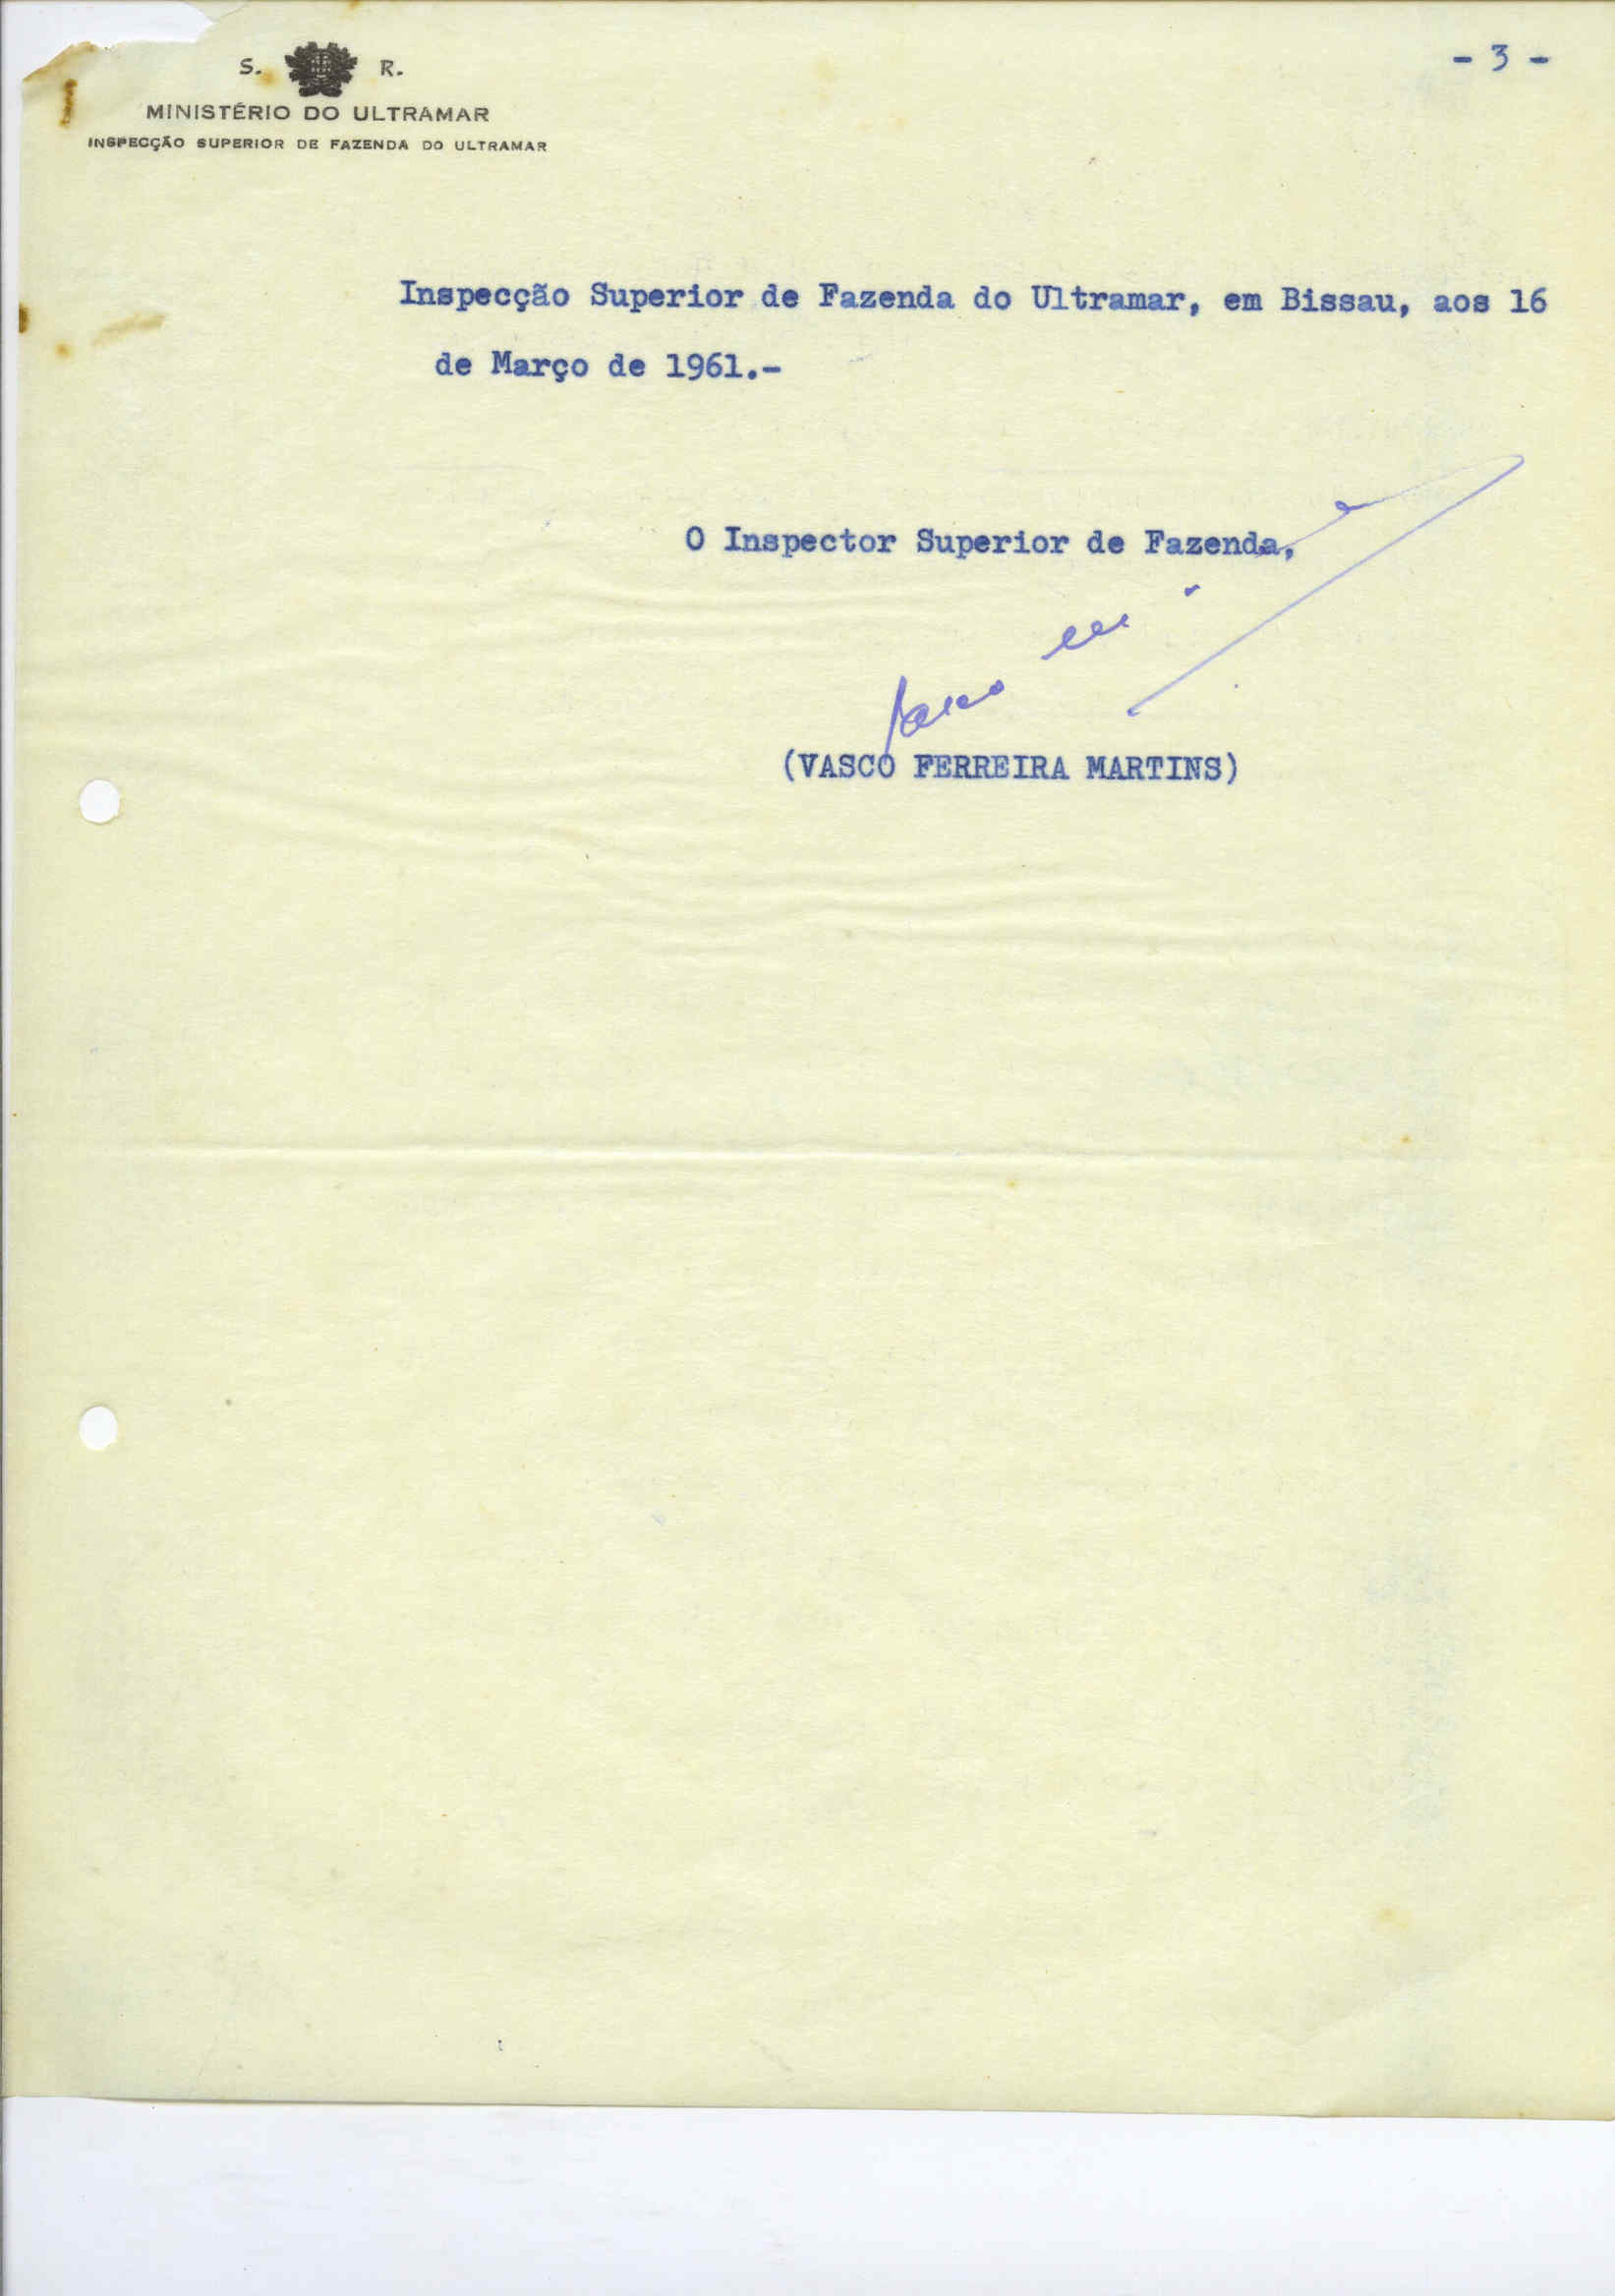 - 3 -
S. R.
MINISTÉRIO DO ULTRAMAR
INSPECÇÃO SUPERIOR DE FAZENDA DO ULTRAMAR
Inspecção Superior de Fazenda do Ultramar, em Bissau, aos 16
de Março de 1961.-
O Inspector Superior de Fazenda,
(VASCO FERREIRA MARTINS)